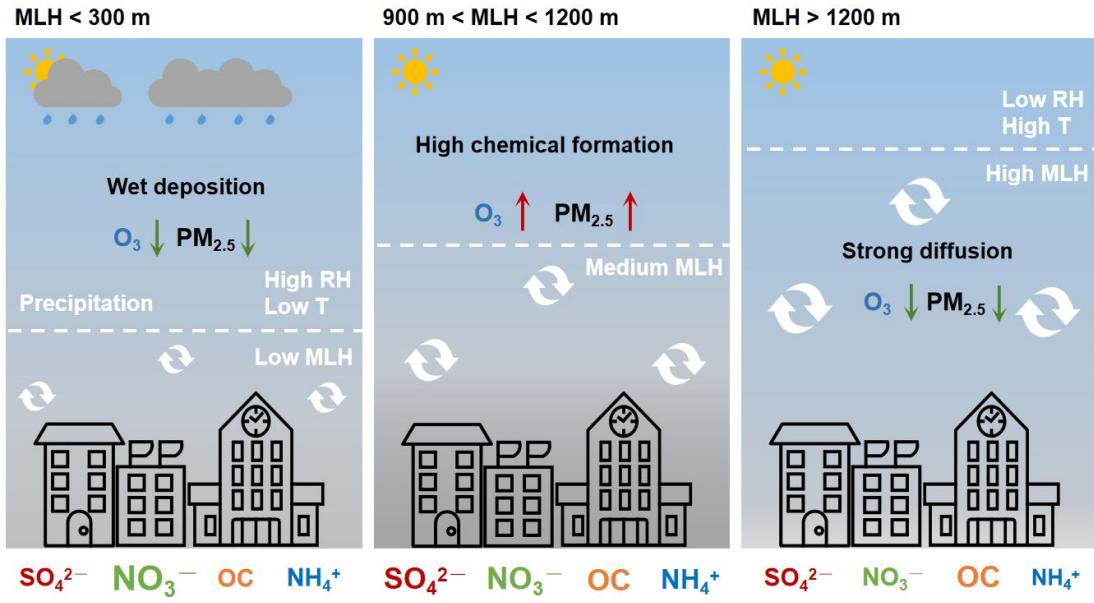 MLH < 300 m
Wet deposition
O₃ ↓ PM₂.₅ ↓
High RH
Precipitation
Low T
Low MLH
SO₄²⁻ NO₃⁻ OC NH₄⁺
900 m < MLH < 1200 m
High chemical formation
O₃ ↑ PM₂.₅ ↑
Medium MLH
SO₄²⁻ NO₃⁻ OC NH₄⁺
MLH > 1200 m
Low RH
High T
High MLH
Strong diffusion
O₃ ↓ PM₂.₅ ↓
SO₄²⁻ NO₃⁻ OC NH₄⁺